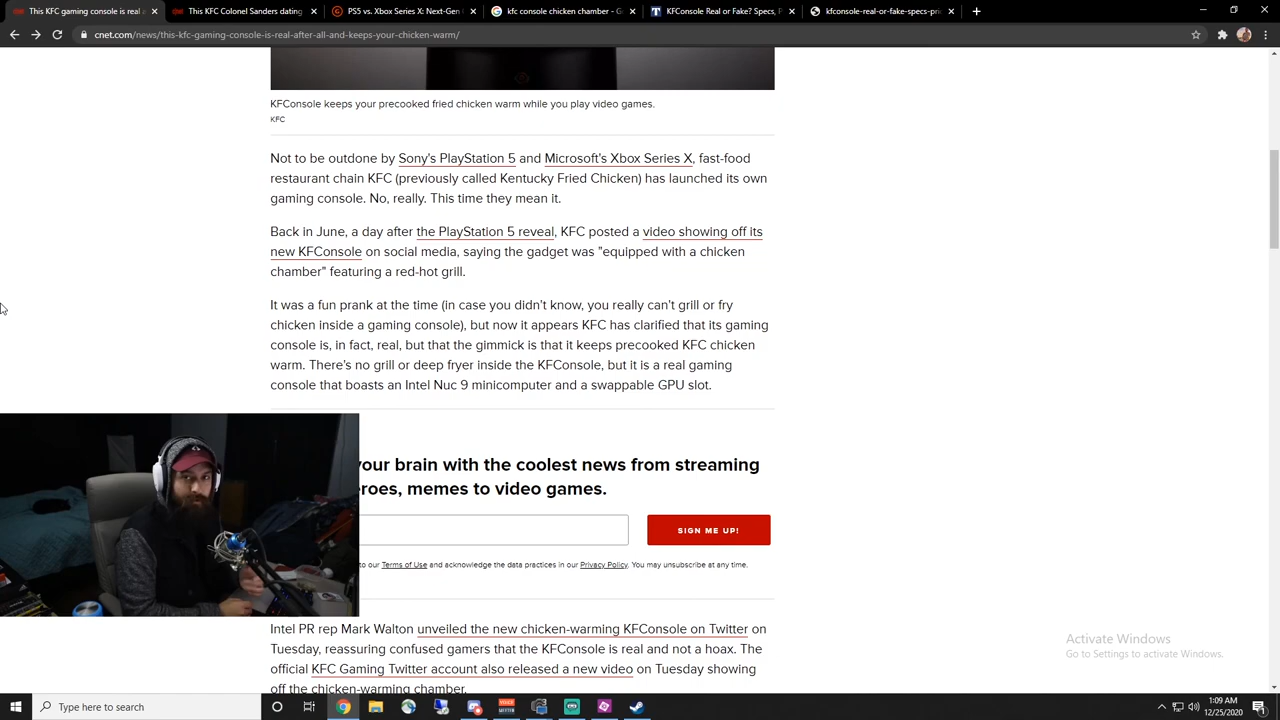 This KFC gaming console is real a
This KFC Colonel Sanders dating
PS5 vs. Xbox Series X: Next-Gen
kfc console chicken chamber - G
KFConsole Real or Fake? Specs, P
kfconsole-real-or-fake-specs-pri
cnet.com/news/this-kfc-gaming-console-is-real-after-all-and-keeps-your-chicken-warm/
KFConsole keeps your precooked fried chicken warm while you play video games.
KFC
Not to be outdone by Sony's PlayStation 5 and Microsoft's Xbox Series X, fast-food
restaurant chain KFC (previously called Kentucky Fried Chicken) has launched its own
gaming console. No, really. This time they mean it.
Back in June, a day after the PlayStation 5 reveal, KFC posted a video showing off its
new KFConsole on social media, saying the gadget was "equipped with a chicken
chamber" featuring a red-hot grill.
It was a fun prank at the time (in case you didn't know, you really can't grill or fry
chicken inside a gaming console), but now it appears KFC has clarified that its gaming
console is, in fact, real, but that the gimmick is that it keeps precooked KFC chicken
warm. There's no grill or deep fryer inside the KFConsole, but it is a real gaming
console that boasts an Intel Nuc 9 minicomputer and a swappable GPU slot.
your brain with the coolest news from streaming
eroes, memes to video games.
SIGN ME UP!
to our Terms of Use and acknowledge the data practices in our Privacy Policy. You may unsubscribe at any time.
Intel PR rep Mark Walton unveiled the new chicken-warming KFConsole on Twitter on
Tuesday, reassuring confused gamers that the KFConsole is real and not a hoax. The
official KFC Gaming Twitter account also released a new video on Tuesday showing
off the chicken-warming chamber.
Activate Windows
Go to Settings to activate Windows.
Type here to search
1:09 AM
12/25/2020